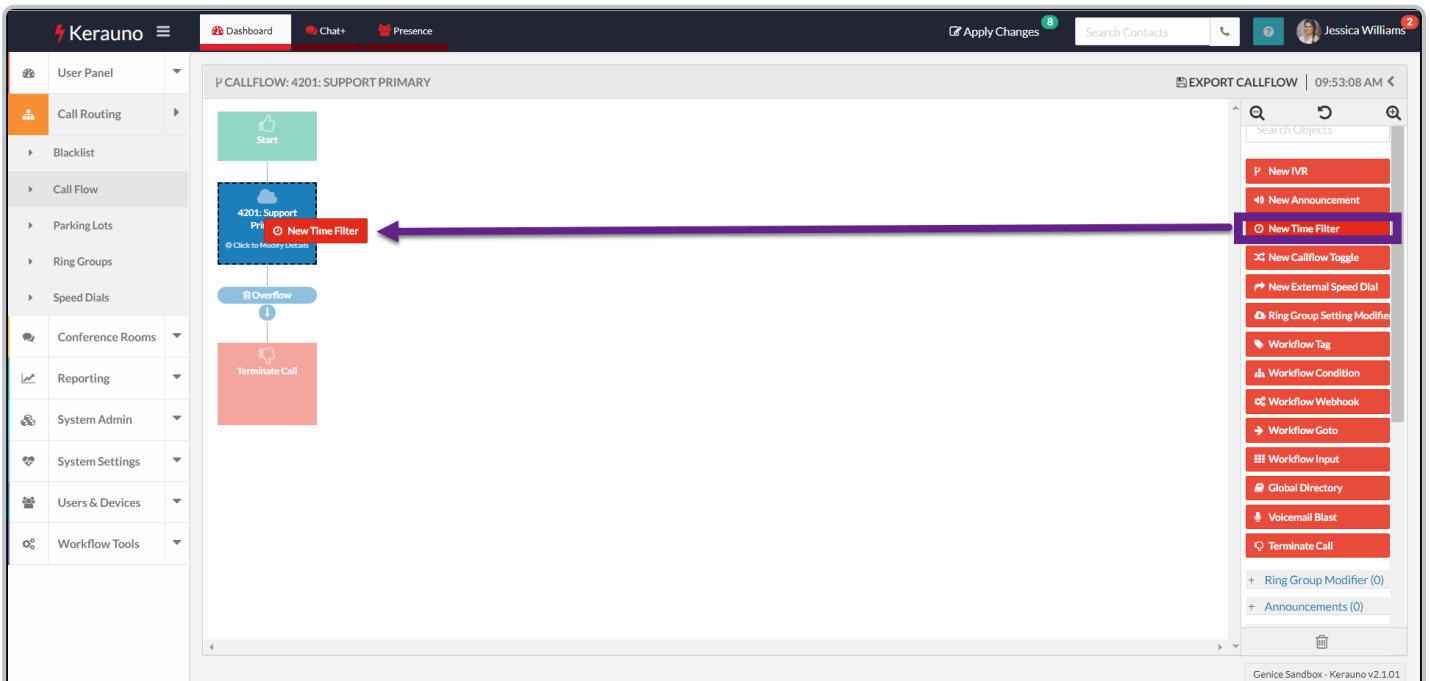 Kerauno
Dashboard
Chat+
Presence
Apply Changes
8
Search Contacts
Jessica Williams
2
User Panel
Call Routing
Blacklist
Call Flow
Parking Lots
Ring Groups
Speed Dials
Conference Rooms
Reporting
System Admin
System Settings
Users & Devices
Workflow Tools
CALLFLOW: 4201: SUPPORT PRIMARY
EXPORT CALLFLOW
09:53:08 AM
Start
4201: Support
Pri
New Time Filter
Click to Modify Details
Overflow
Terminate Call
Search Objects
New IVR
New Announcement
New Time Filter
New Callflow Toggle
New External Speed Dial
Ring Group Setting Modifier
Workflow Tag
Workflow Condition
Workflow Webhook
Workflow Goto
Workflow Input
Global Directory
Voicemail Blast
Terminate Call
+ Ring Group Modifier (0)
+ Announcements (0)
Genice Sandbox - Kerauno v2.1.01